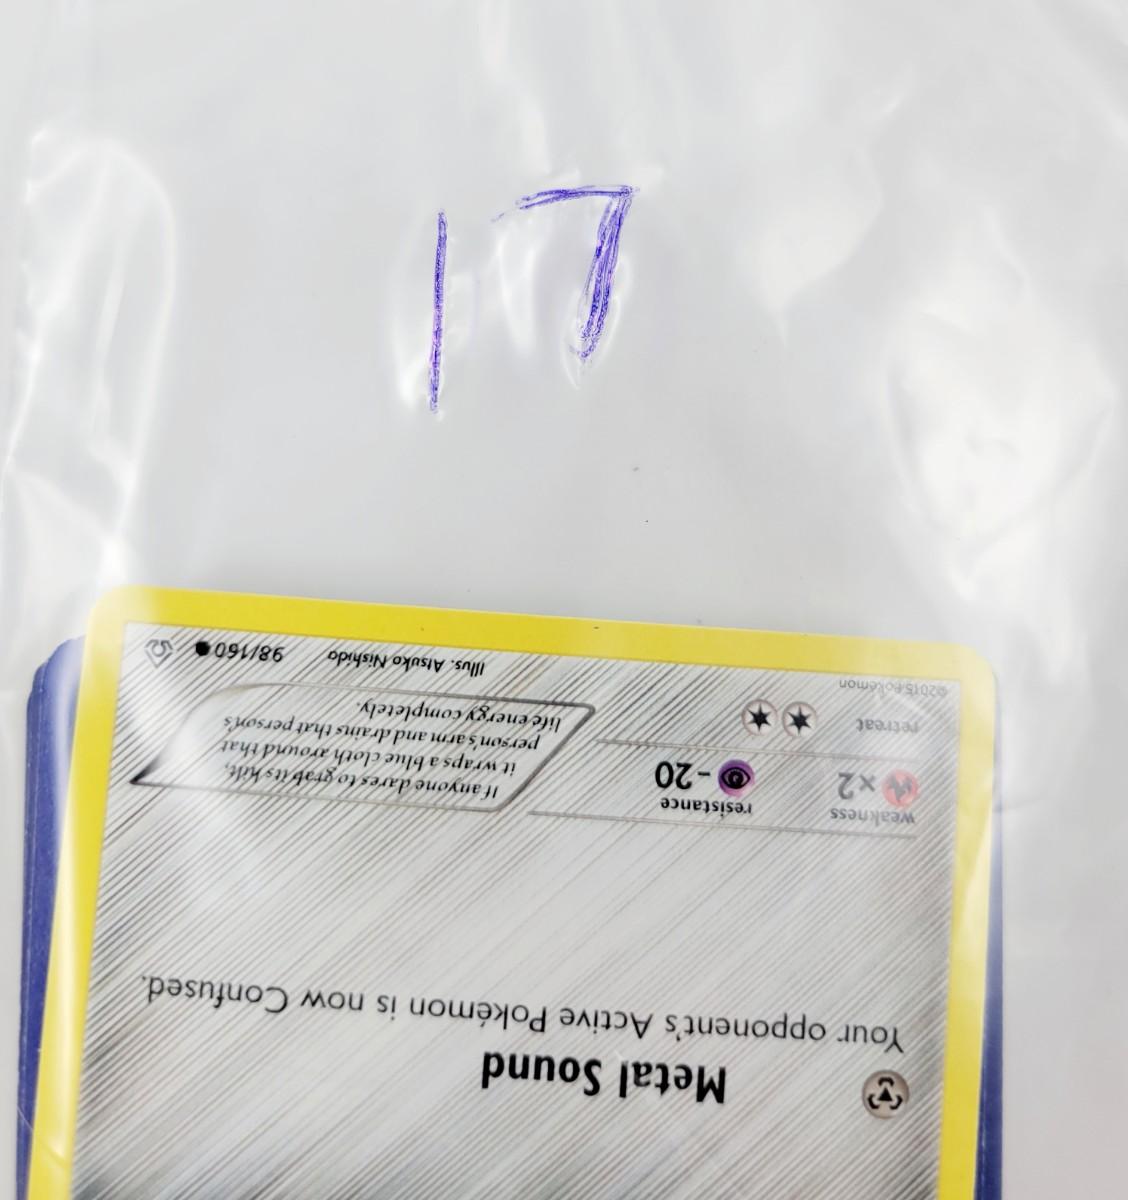 17
Metal Sound
Your opponent's Active Pokémon is now Confused.
weakness
×2
resistance
-20
retreat
If anyone dares to grab its hilt,
it wraps a blue cloth around that
person's arm and drains that person's
life energy completely.
©2015 Pokémon
Illus. Atsuko Nishida
98/160